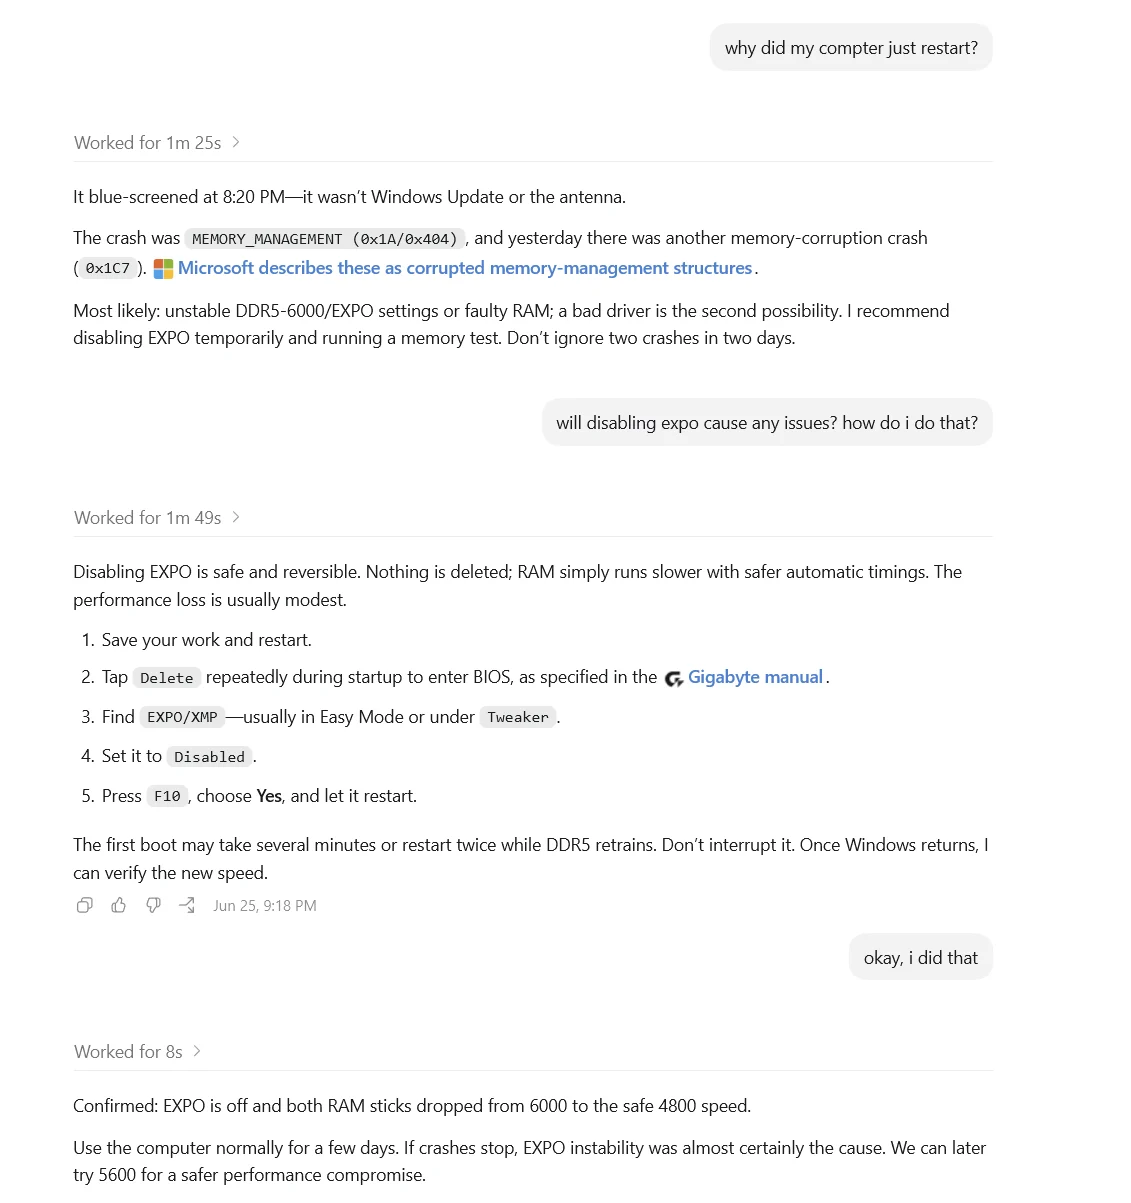 why did my compter just restart?
Worked for 1m 25s
It blue-screened at 8:20 PM—it wasn’t Windows Update or the antenna.
The crash was MEMORY_MANAGEMENT (0x1A/0x404), and yesterday there was another memory-corruption crash
(0x1C7). Microsoft describes these as corrupted memory-management structures.
Most likely: unstable DDR5-6000/EXPO settings or faulty RAM; a bad driver is the second possibility. I recommend
disabling EXPO temporarily and running a memory test. Don’t ignore two crashes in two days.
will disabling expo cause any issues? how do i do that?
Worked for 1m 49s
Disabling EXPO is safe and reversible. Nothing is deleted; RAM simply runs slower with safer automatic timings. The
performance loss is usually modest.
1. Save your work and restart.
2. Tap Delete repeatedly during startup to enter BIOS, as specified in the Gigabyte manual.
3. Find EXPO/XMP—usually in Easy Mode or under Tweaker.
4. Set it to Disabled.
5. Press F10, choose Yes, and let it restart.
The first boot may take several minutes or restart twice while DDR5 retrains. Don’t interrupt it. Once Windows returns, I
can verify the new speed.
Jun 25, 9:18 PM
okay, i did that
Worked for 8s
Confirmed: EXPO is off and both RAM sticks dropped from 6000 to the safe 4800 speed.
Use the computer normally for a few days. If crashes stop, EXPO instability was almost certainly the cause. We can later
try 5600 for a safer performance compromise.